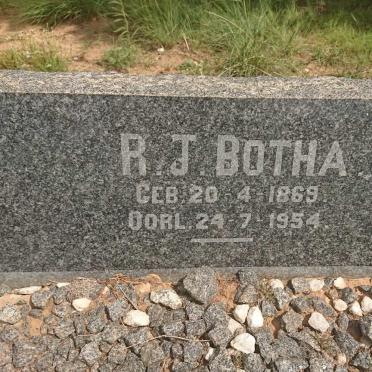 R. J. BOTHA.
GEB. 20-4-1869
OORL. 24-7-1954.